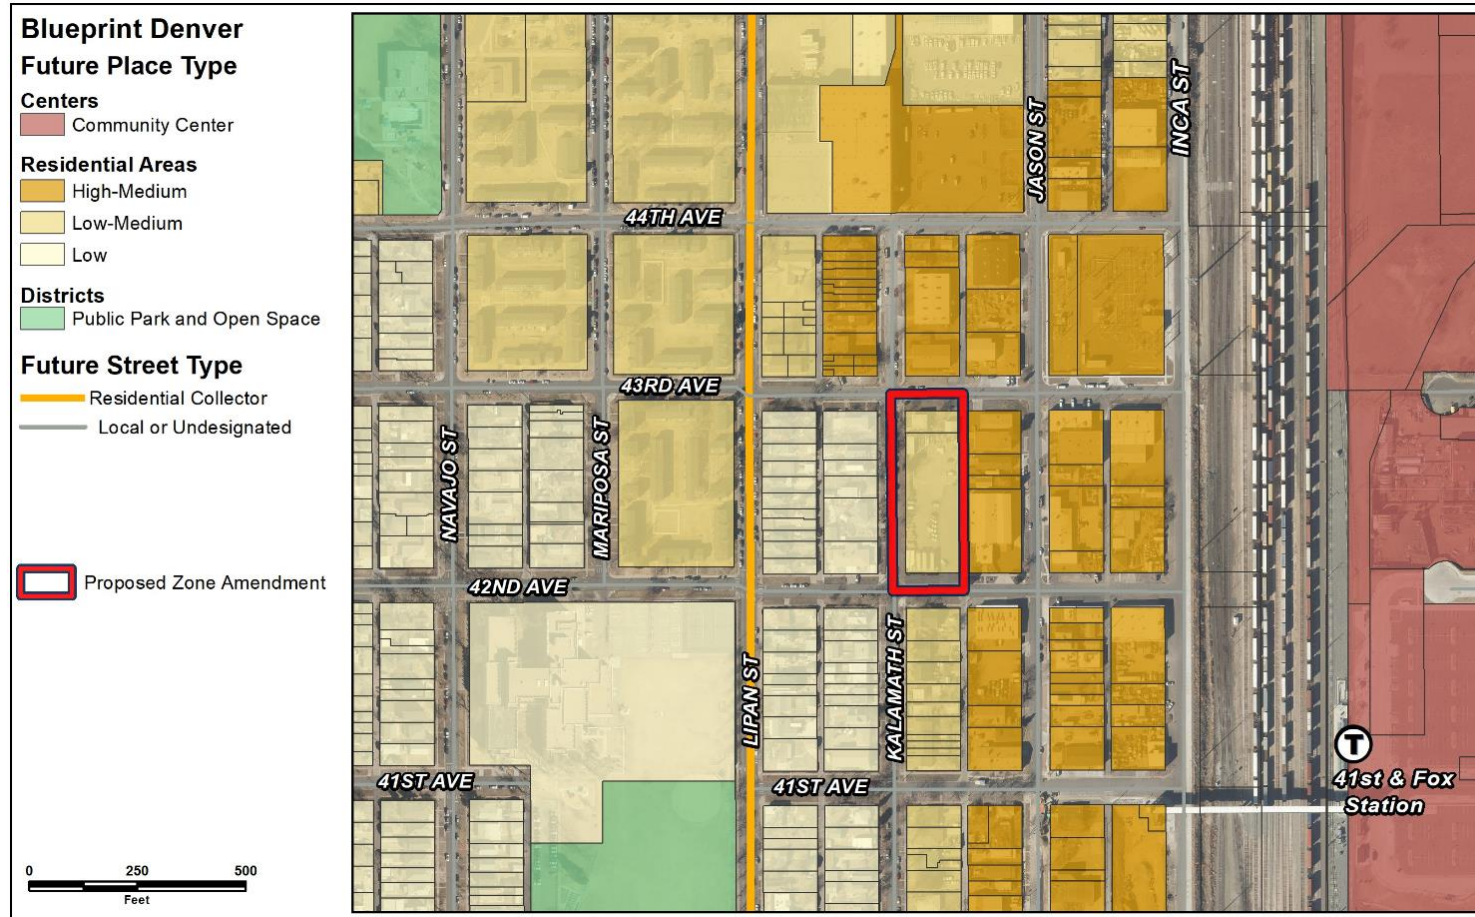 Blueprint Denver
Future Place Type
Centers
Community Center
Residential Areas
High-Medium
Low-Medium
Low
Districts
Public Park and Open Space
Future Street Type
Residential Collector
Local or Undesignated
Proposed Zone Amendment
0 250 500
Feet
JASON ST
INCA ST
44TH AVE
43RD AVE
NAVAJO ST
MARIPOSA ST
42ND AVE
LIPAN ST
KALAMATH ST
41ST AVE
41ST AVE
T
41st & Fox
Station